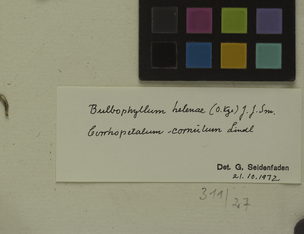 Bulbophyllum helenae (O.Ktze.) J.J.Sm.
Cirrhopetalum cornutum Lindl
Det. G. Seidenfaden
21.10.1972
311/27